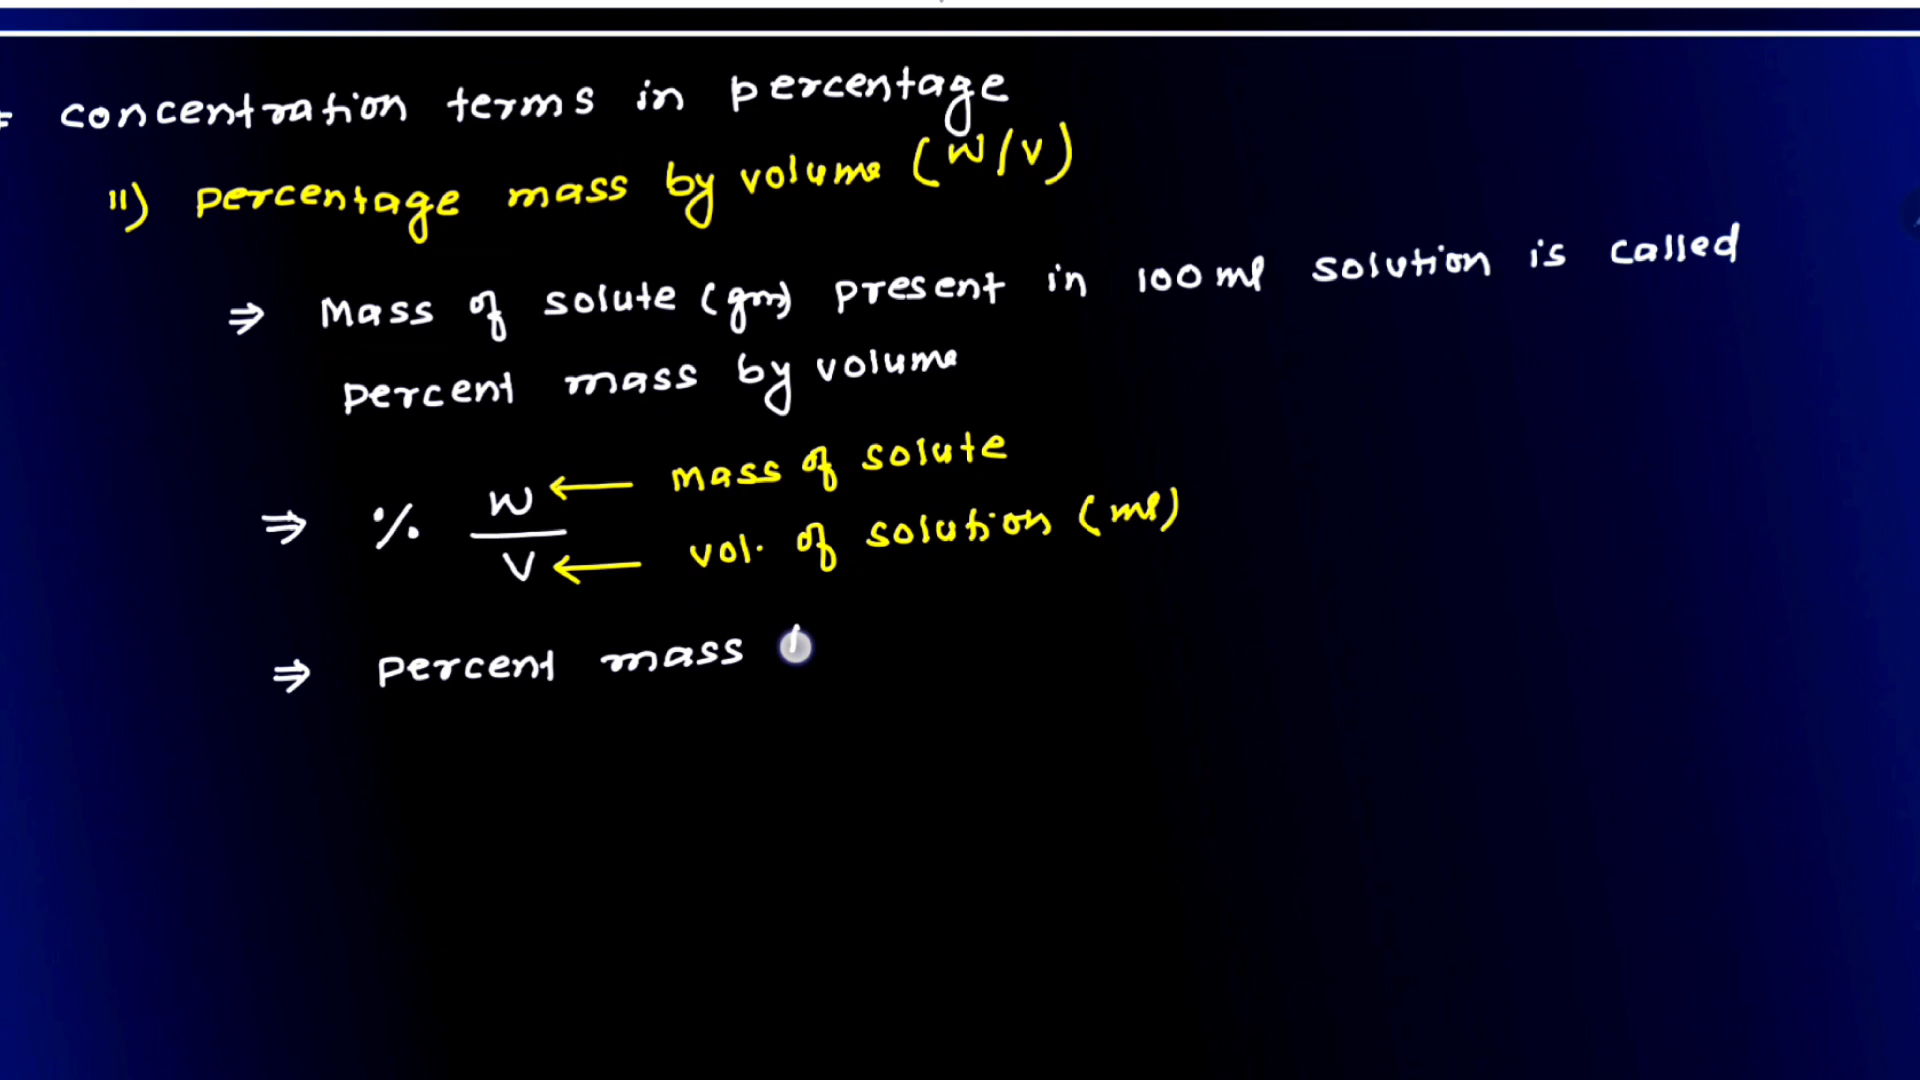 = concentration terms in percentage
ii) percentage mass by volume (W/V)
⇒ Mass of solute (gm) present in 100 ml solution is called
percent mass by volume
⇒ % W ← mass of solute
V ← vol. of solution (ml)
⇒ percent mass